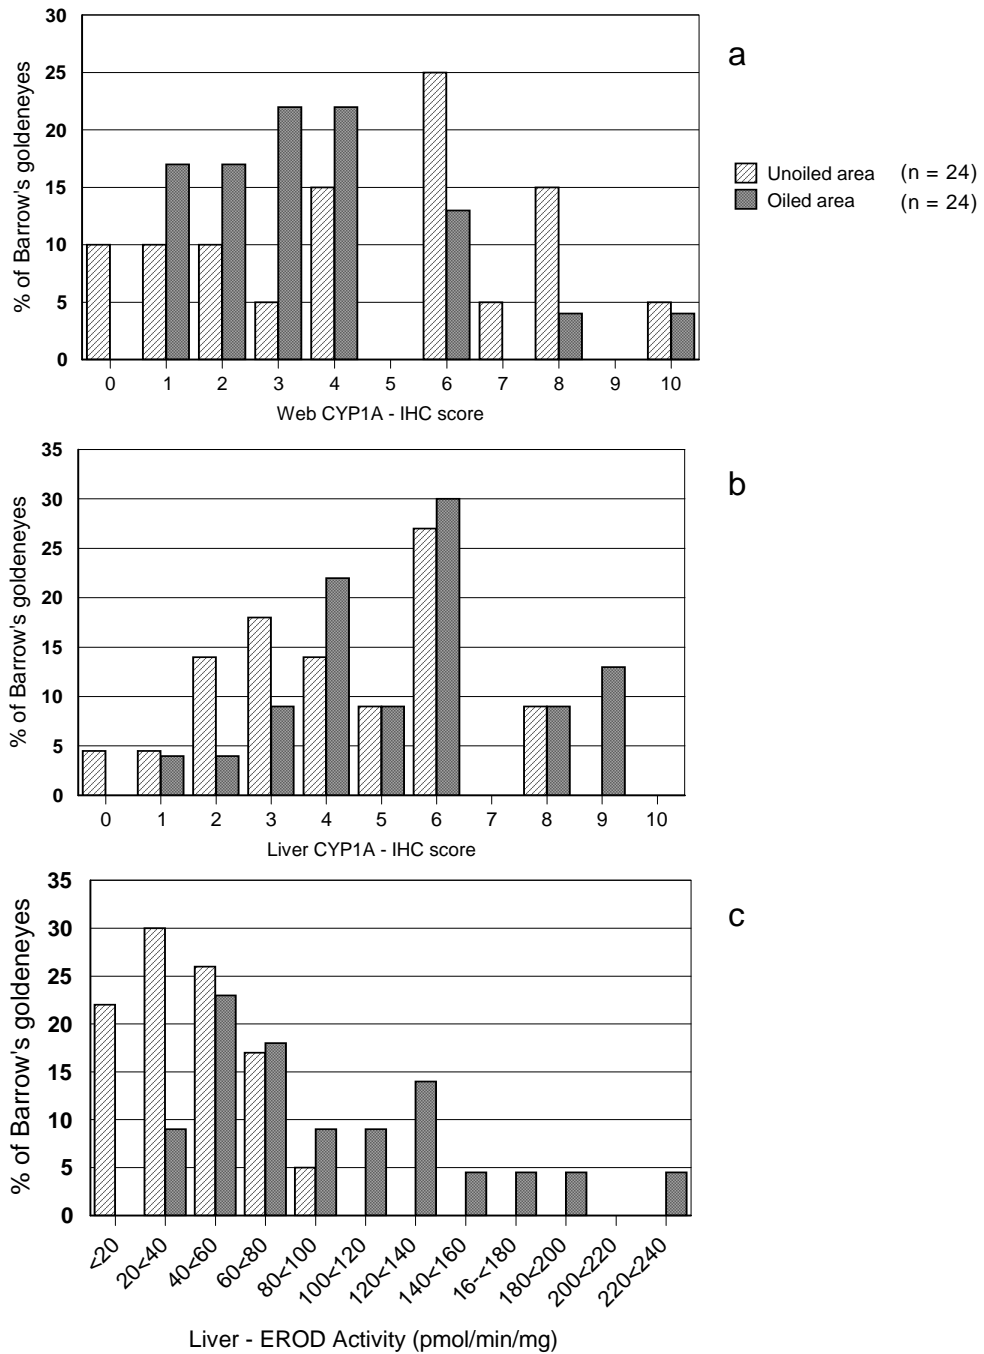 30
25
20
15
10
5
0
% of Barrow's goldeneyes
0 1 2 3 4 5 6 7 8 9 10
Web CYP1A - IHC score
a
Unoiled area (n = 24)
Oiled area (n = 24)
35
30
25
20
15
10
5
0
% of Barrow's goldeneyes
0 1 2 3 4 5 6 7 8 9 10
Liver CYP1A - IHC score
b
35
30
25
20
15
10
5
0
% of Barrow's goldeneyes
<20 20<40 40<60 60<80 80<100 100<120 120<140 140<160 16-<180 180<200 200<220 220<240
Liver - EROD Activity (pmol/min/mg)
c